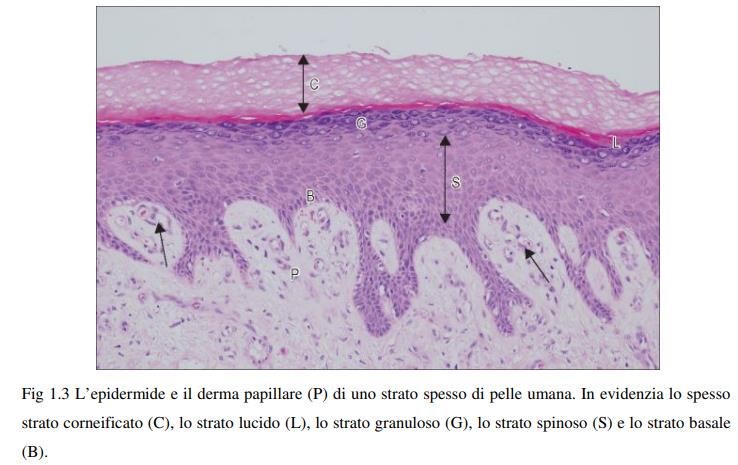 C
G
L
S
B
P
Fig 1.3 L’epidermide e il derma papillare (P) di uno strato spesso di pelle umana. In evidenzia lo spesso
strato corneificato (C), lo strato lucido (L), lo strato granuloso (G), lo strato spinoso (S) e lo strato basale
(B).